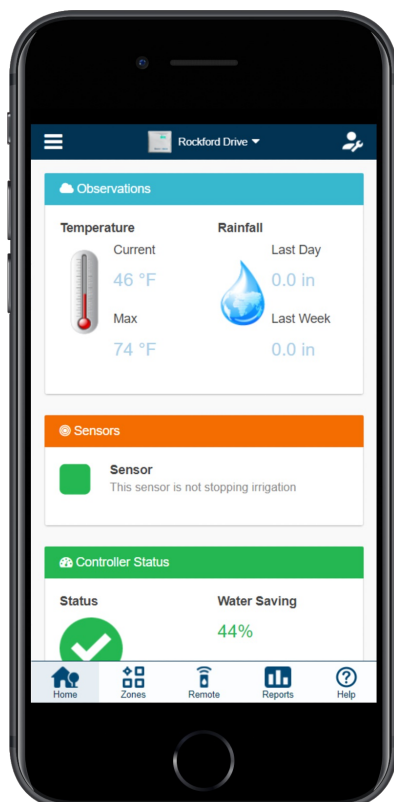 Rockford Drive
Observations
Temperature
Rainfall
Current
Last Day
46 °F
0.0 in
Max
Last Week
74 °F
0.0 in
Sensors
Sensor
This sensor is not stopping irrigation
Controller Status
Status
Water Saving
44%
Home
Zones
Remote
Reports
Help